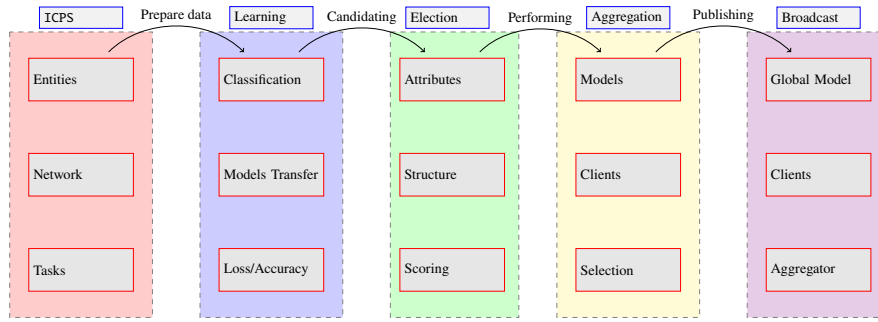 ICPS
Prepare data
Learning
Candidating
Election
Performing
Aggregation
Publishing
Broadcast
Entities
Classification
Attributes
Models
Global Model
Network
Models Transfer
Structure
Clients
Clients
Tasks
Loss/Accuracy
Scoring
Selection
Aggregator